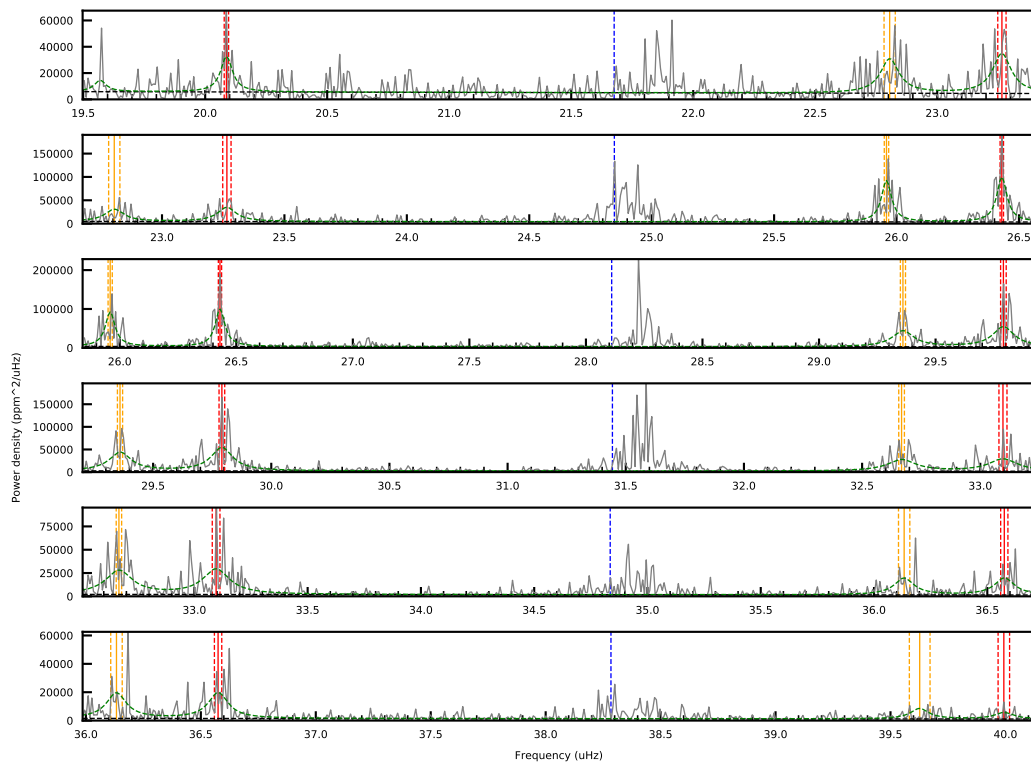 60000
40000
20000
0
19.5 20.0 20.5 21.0 21.5 22.0 22.5 23.0
150000
100000
50000
0
23.0 23.5 24.0 24.5 25.0 25.5 26.0 26.5
200000
100000
0
26.0 26.5 27.0 27.5 28.0 28.5 29.0 29.5
Power density (ppm^2/uHz)
150000
100000
50000
0
29.5 30.0 30.5 31.0 31.5 32.0 32.5 33.0
75000
50000
25000
0
33.0 33.5 34.0 34.5 35.0 35.5 36.0 36.5
60000
40000
20000
0
36.0 36.5 37.0 37.5 38.0 38.5 39.0 39.5 40.0
Frequency (uHz)